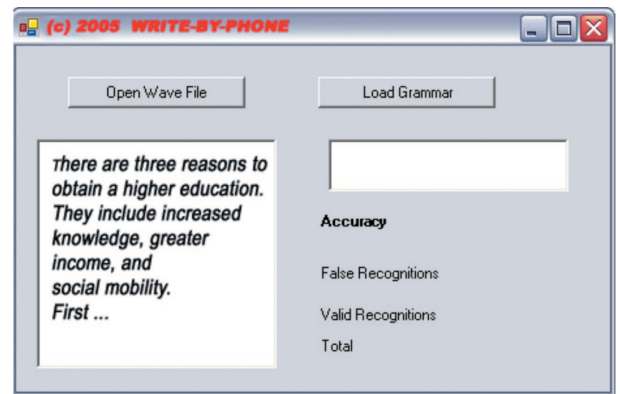 (c) 2005 WRITE-BY-PHONE
Open Wave File
Load Grammar
There are three reasons to
obtain a higher education.
They include increased
knowledge, greater
income, and
social mobility.
First ...
Accuracy
False Recognitions
Valid Recognitions
Total